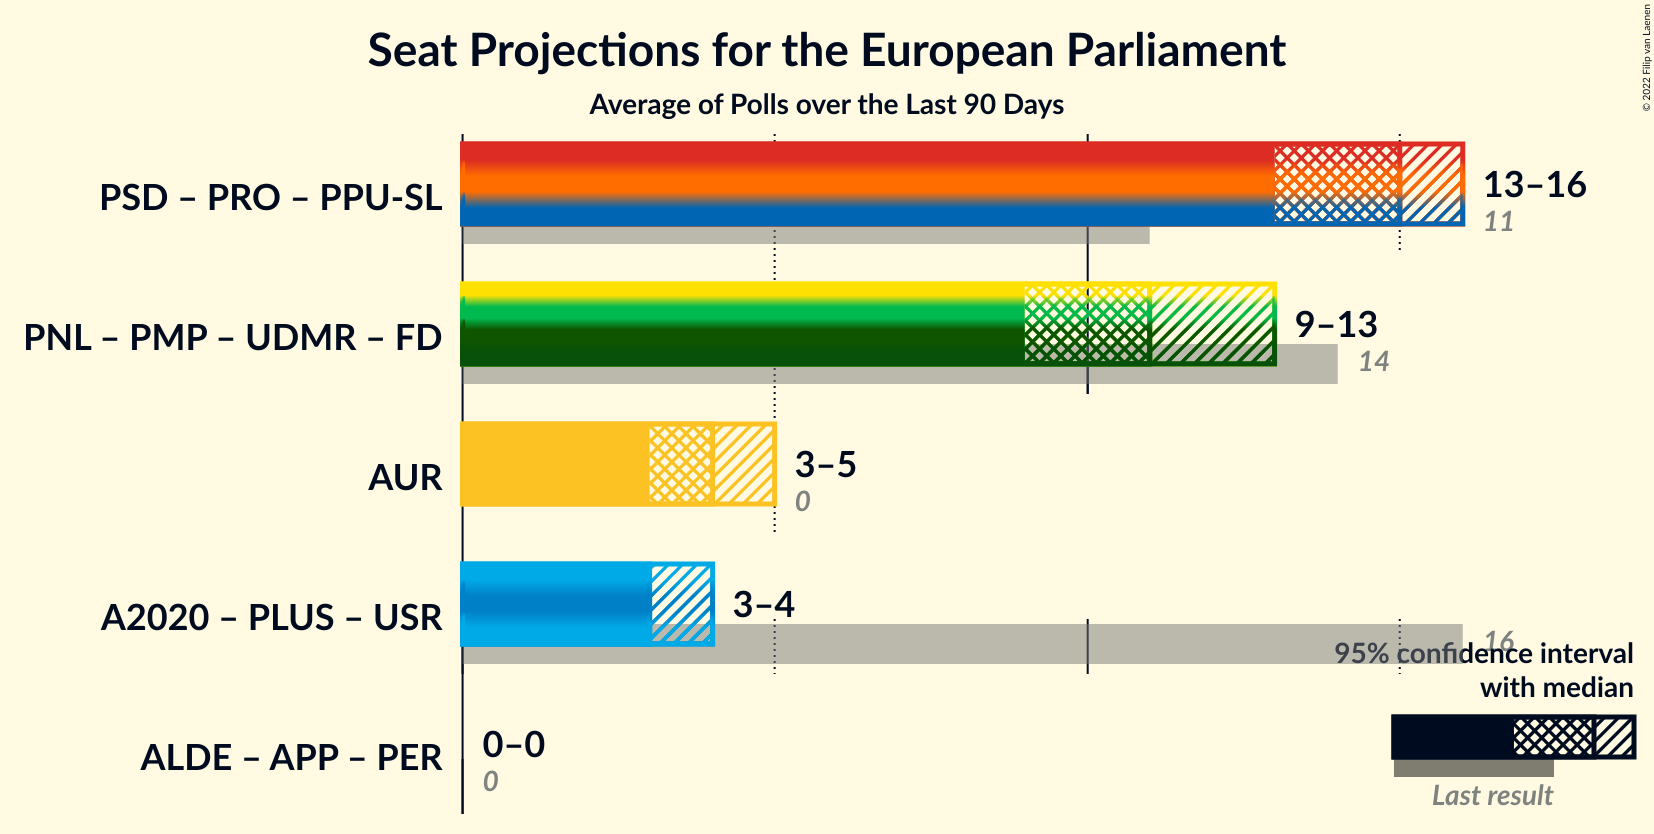 Seat Projections for the European Parliament
Average of Polls over the Last 90 Days
© 2022 Filip van Laenen
PSD – PRO – PPU-SL
13–16
11
PNL – PMP – UDMR – FD
9–13
14
AUR
3–5
0
A2020 – PLUS – USR
3–4
16
ALDE – APP – PER
0–0
0
95% confidence interval
with median
Last result